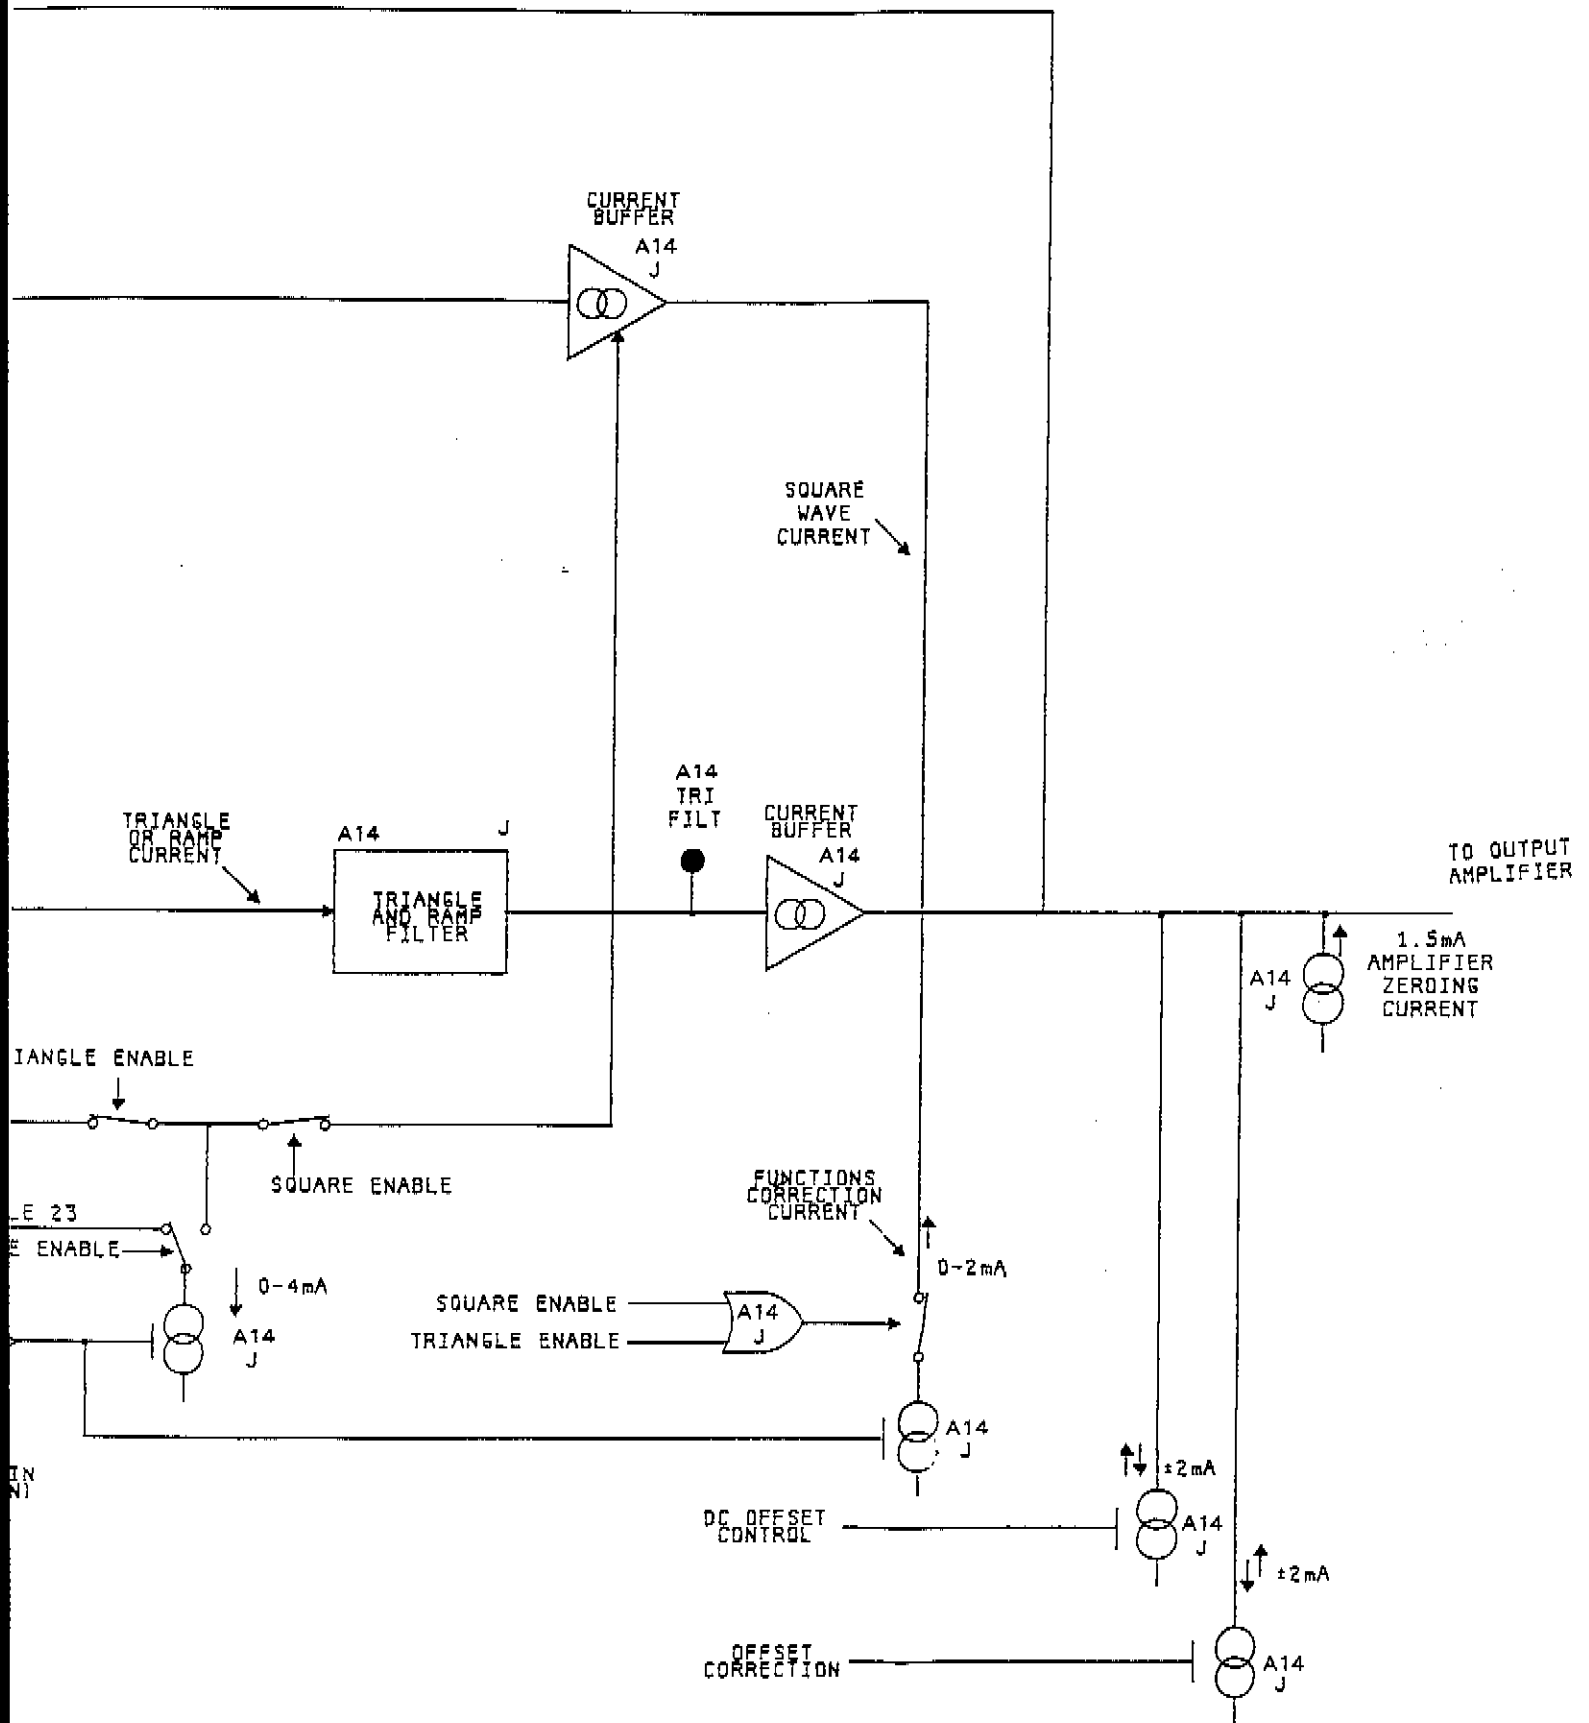 CURRENT
BUFFER
A14
J
SQUARE
WAVE
CURRENT
A14
TRI
FILT
TRIANGLE
OR RAMP
CURRENT
A14
J
TRIANGLE
AND RAMP
FILTER
CURRENT
BUFFER
A14
J
TO OUTPUT
AMPLIFIER
1.5mA
AMPLIFIER
ZEROING
CURRENT
A14
J
IANGLE ENABLE
SQUARE ENABLE
LE 23
E ENABLE
0-4mA
A14
J
FUNCTIONS
CORRECTION
CURRENT
0-2mA
SQUARE ENABLE
TRIANGLE ENABLE
A14
J
A14
J
IN
N)
±2mA
DC OFFSET
CONTROL
A14
J
±2mA
OFFSET
CORRECTION
A14
J